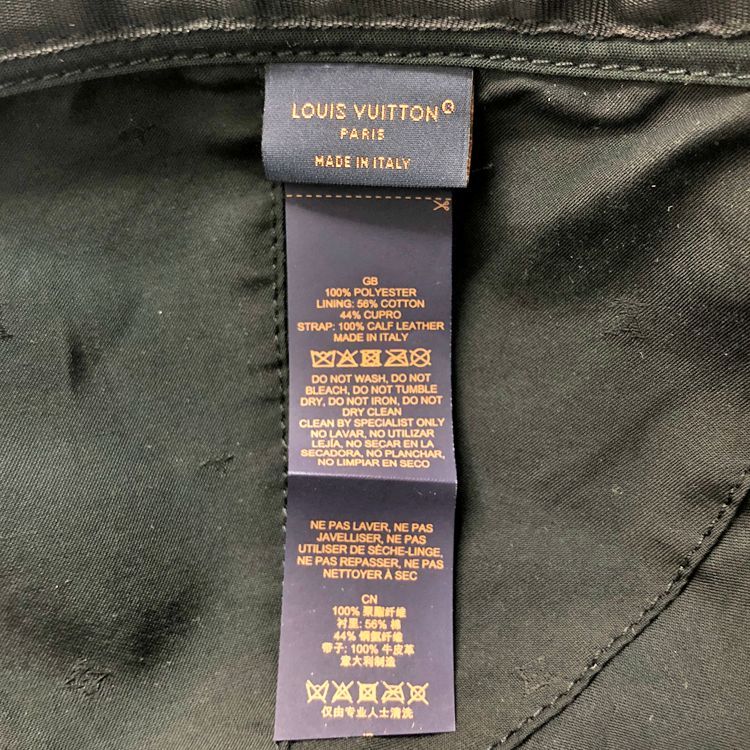 LOUIS VUITTON®
PARIS
MADE IN ITALY
GB
100% POLYESTER
LINING: 56% COTTON
44% CUPRO
STRAP: 100% CALF LEATHER
MADE IN ITALY
DO NOT WASH, DO NOT
BLEACH, DO NOT TUMBLE
DRY, DO NOT IRON, DO NOT
DRY CLEAN
CLEAN BY SPECIALIST ONLY
NO LAVAR, NO UTILIZAR
LEJÍA, NO SECAR EN LA
SECADORA, NO PLANCHAR,
NO LIMPIAR EN SECO
NE PAS LAVER, NE PAS
JAVELLISER, NE PAS
UTILISER DE SÈCHE-LINGE,
NE PAS REPASSER, NE PAS
NETTOYER À SEC
CN
100% 聚酯纤维
衬里: 56% 棉
44% 铜氨纤维
带子: 100% 牛皮革
意大利制造
仅由专业人士清洗